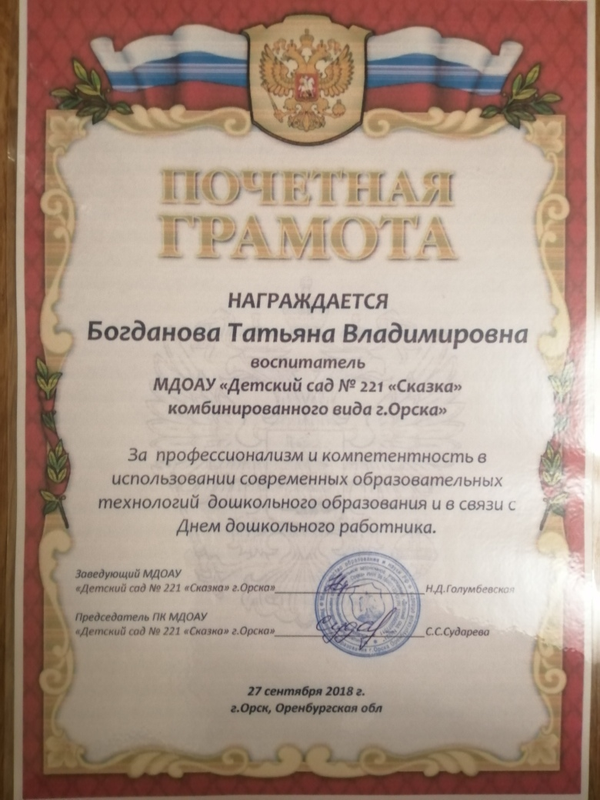 ПОЧЕТНАЯ
ГРАМОТА
НАГРАЖДАЕТСЯ
Богданова Татьяна Владимировна
воспитатель
МДОАУ «Детский сад № 221 «Сказка»
комбинированного вида г.Орска»
За профессионализм и компетентность в
использовании современных образовательных
технологий дошкольного образования и в связи с
Днем дошкольного работника.
Заведующий МДОАУ
«Детский сад № 221 «Сказка» г.Орска» Н.Д.Голумбевская
Председатель ПК МДОАУ
«Детский сад № 221 «Сказка» г.Орска» С.С.Сударева
27 сентября 2018 г.
г.Орск, Оренбургская обл